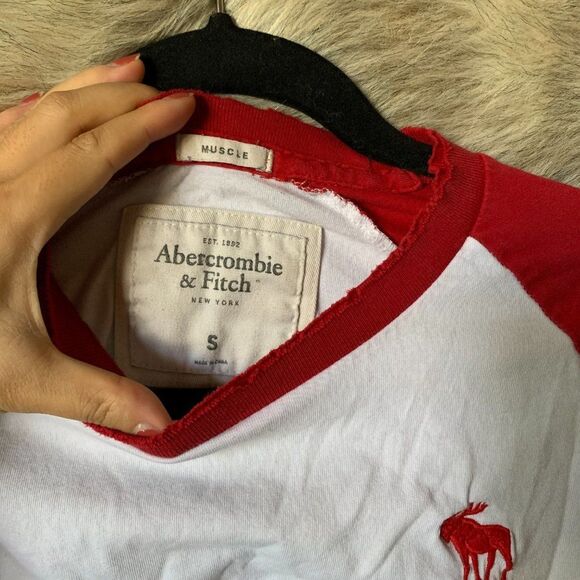 MUSCLE
EST. 1892
Abercrombie
& Fitch
NEW YORK
S
MADE IN CHINA